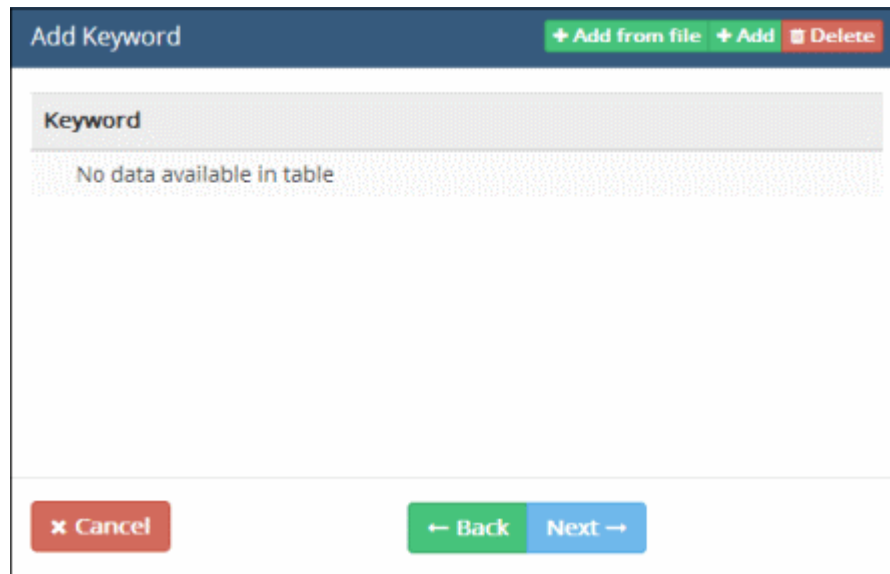 Add Keyword
+ Add from file + Add Delete
Keyword
No data available in table
× Cancel
← Back Next →